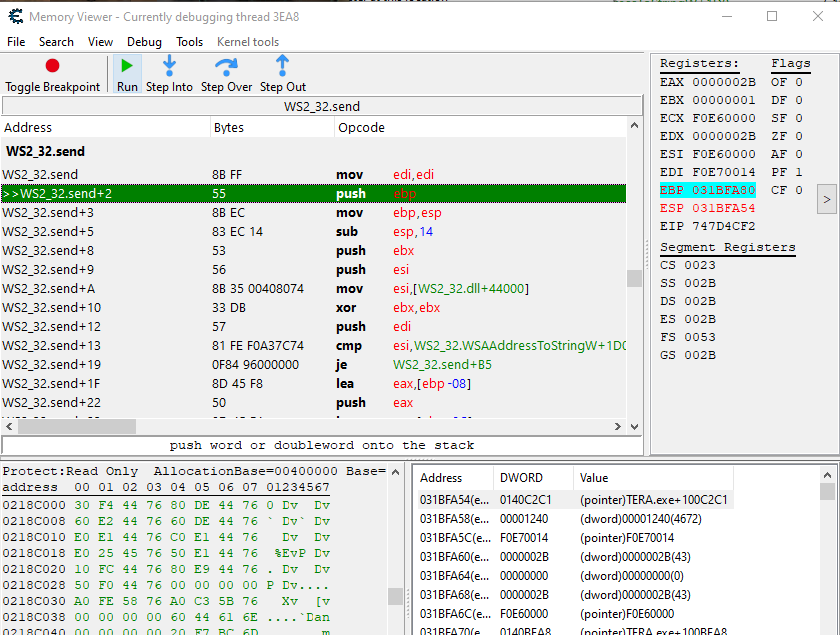 Memory Viewer - Currently debugging thread 3EA8
File Search View Debug Tools Kernel tools
Toggle Breakpoint Run Step Into Step Over Step Out
WS2_32.send
Address Bytes Opcode
WS2_32.send
WS2_32.send 8B FF mov edi,edi
>>WS2_32.send+2 55 push ebp
WS2_32.send+3 8B EC mov ebp,esp
WS2_32.send+5 83 EC 14 sub esp,14
WS2_32.send+8 53 push ebx
WS2_32.send+9 56 push esi
WS2_32.send+A 8B 35 00408074 mov esi,[WS2_32.dll+44000]
WS2_32.send+10 33 DB xor ebx,ebx
WS2_32.send+12 57 push edi
WS2_32.send+13 81 FE F0A37C74 cmp esi,WS2_32.WSAAddressToStringW+1D0
WS2_32.send+19 0F84 96000000 je WS2_32.send+B5
WS2_32.send+1F 8D 45 F8 lea eax,[ebp-08]
WS2_32.send+22 50 push eax
push word or doubleword onto the stack
Registers: Flags
EAX 0000002B OF 0
EBX 00000001 DF 0
ECX F0E60000 SF 0
EDX 0000002B ZF 0
ESI F0E60000 AF 0
EDI F0E70014 PF 1
EBP 031BFA80 CF 0
ESP 031BFA54
EIP 747D4CF2
Segment Registers
CS 0023
SS 002B
DS 002B
ES 002B
FS 0053
GS 002B
>
Protect:Read Only AllocationBase=00400000 Base=
address 00 01 02 03 04 05 06 07 01234567
0218C000 30 F4 44 76 80 DE 44 76 0 Dv Dv
0218C008 60 E2 44 76 60 DE 44 76 ` Dv` Dv
0218C010 E0 E1 44 76 C0 E1 44 76 Dv Dv
0218C018 E0 25 45 76 50 E1 44 76 %EvP Dv
0218C020 10 FC 44 76 80 E9 44 76 . Dv Dv
0218C028 50 F0 44 76 00 00 00 00 P Dv....
0218C030 A0 FE 58 76 A0 C3 5B 76 Xv [v
0218C038 00 00 00 00 60 44 61 6E ....`Dan
0218C040 00 00 00 00 20 F7 BC 6D
Address DWORD Value
031BFA54(e... 0140C2C1 (pointer)TERA.exe+100C2C1
031BFA58(e... 00001240 (dword)00001240(4672)
031BFA5C(e... F0E70014 (pointer)F0E70014
031BFA60(e... 0000002B (dword)0000002B(43)
031BFA64(e... 00000000 (dword)00000000(0)
031BFA68(e... 0000002B (dword)0000002B(43)
031BFA6C(e... F0E60000 (pointer)F0E60000
031BFA70(e... 0140BEA8 (pointer)TERA.exe+100BEA8